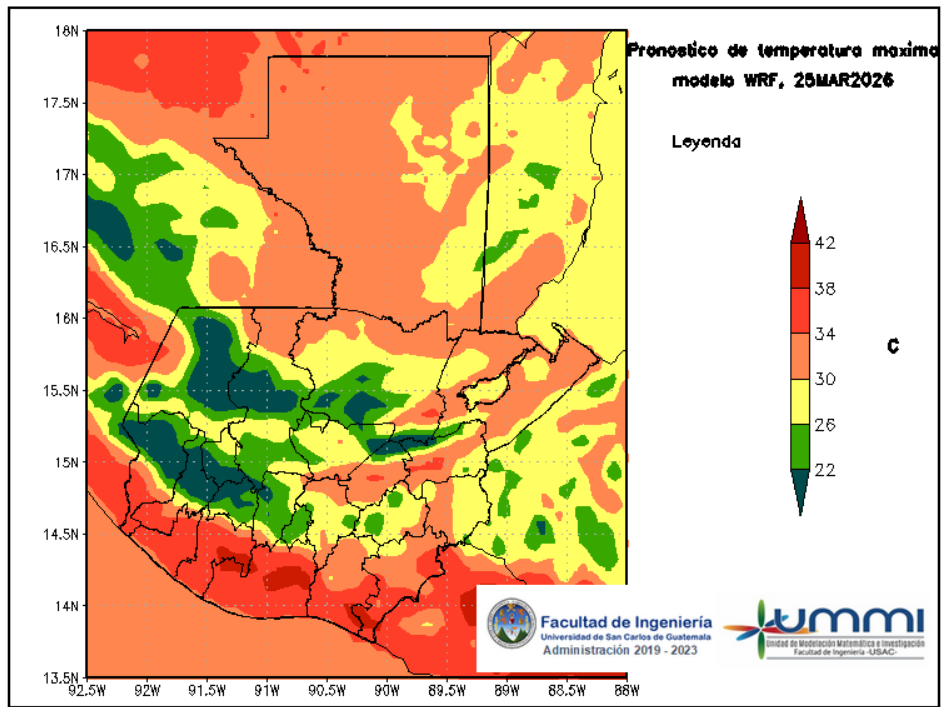 Pronostico de temperatura maxima
modelo WRF, 25MAR2026
Leyenda
18N
17.5N
17N
16.5N
16N
15.5N
15N
14.5N
14N
13.5N
92.5W 92W 91.5W 91W 90.5W 90W 89.5W 89W 88.5W 88W
42
38
34
30
26
22
C
Facultad de Ingeniería
Universidad de San Carlos de Guatemala
Administración 2019 - 2023
UMMI
Unidad de Modelación Matemática e Investigación
Facultad de Ingeniería -USAC-